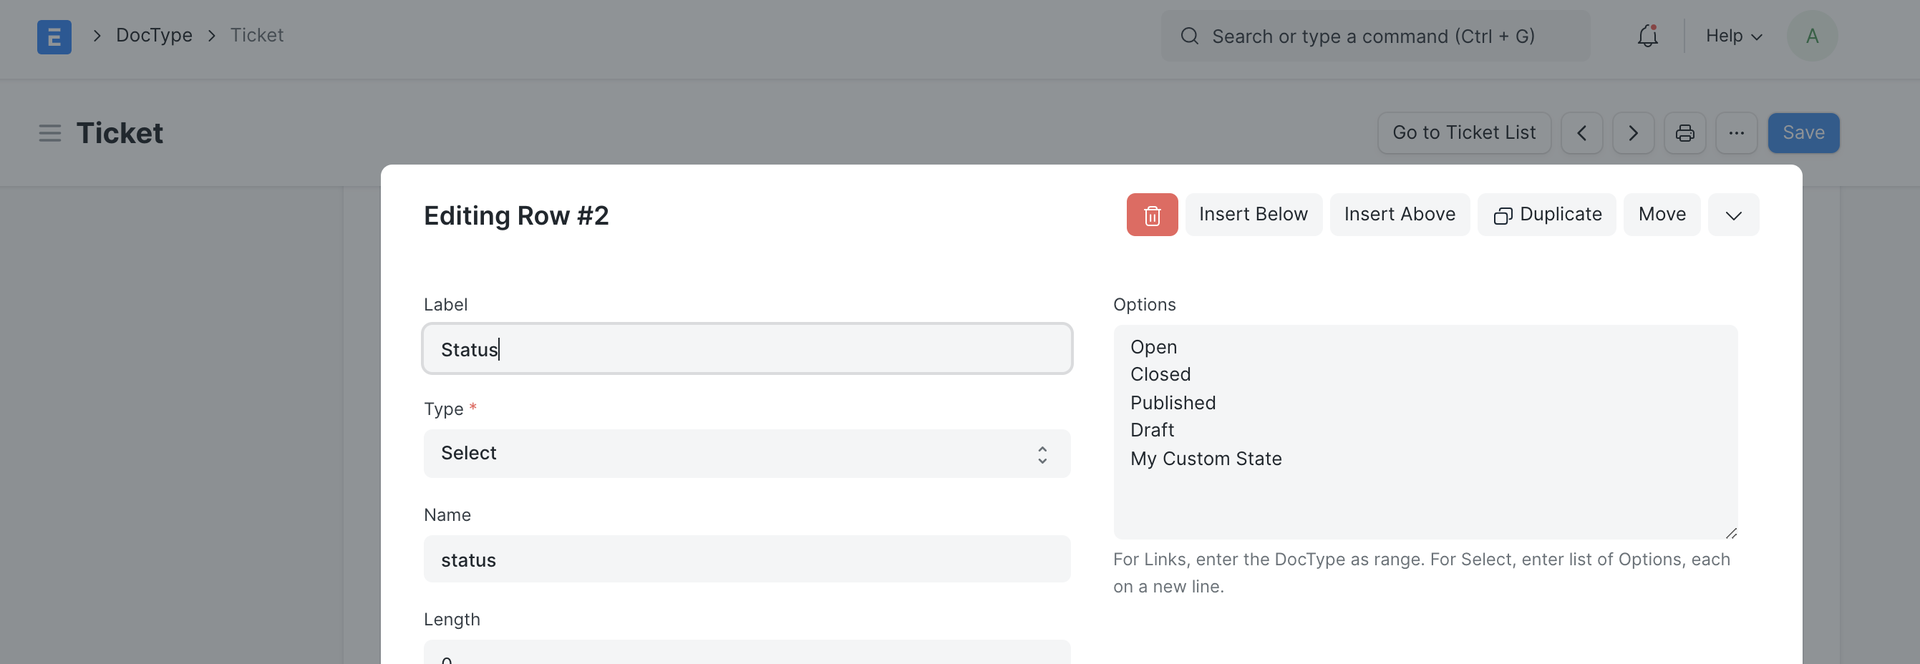 E > DocType > Ticket
Search or type a command (Ctrl + G)
Help
A
Ticket
Go to Ticket List
Save
Editing Row #2
Insert Below
Insert Above
Duplicate
Move
Label
Status
Type *
Select
Name
status
Length
0
Options
Open
Closed
Published
Draft
My Custom State
For Links, enter the DocType as range. For Select, enter list of Options, each
on a new line.